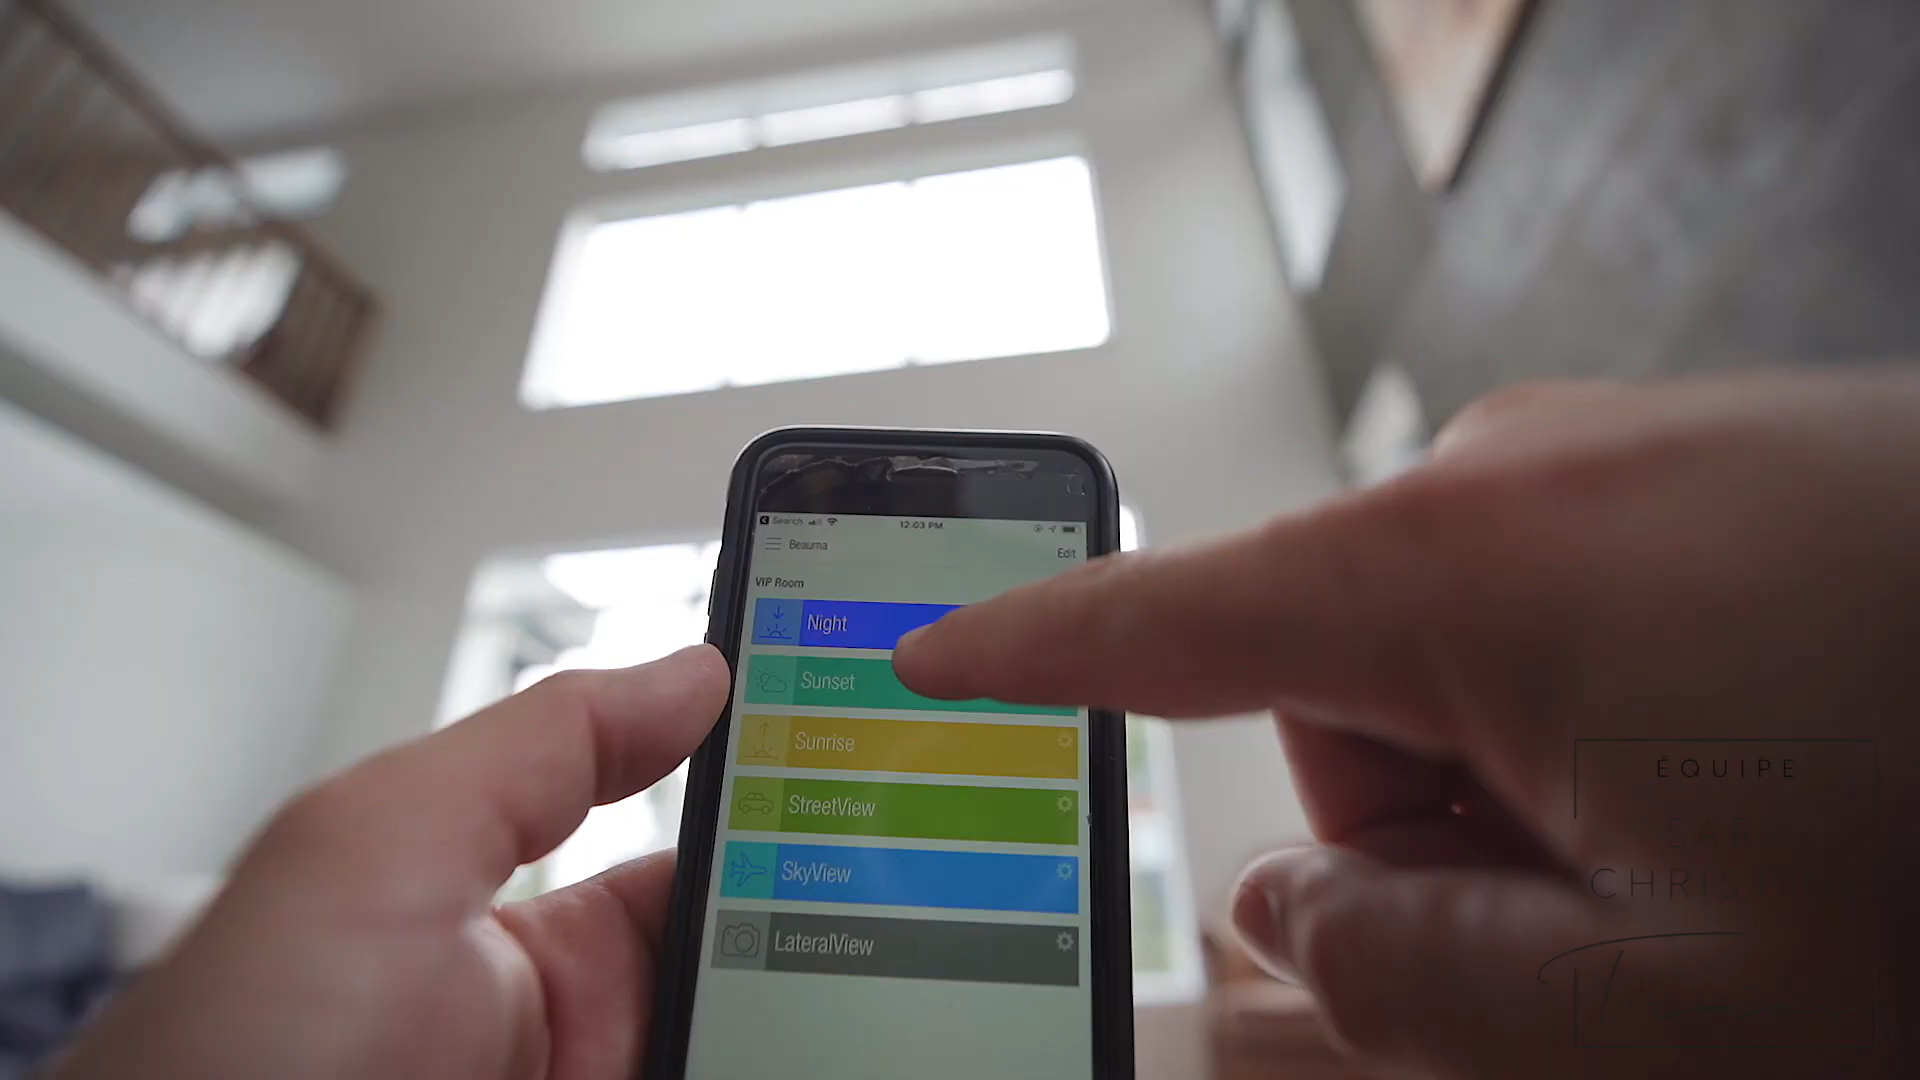 Search
12:03 PM
Beauma
Edit
VIP Room
Night
Sunset
Sunrise
StreetView
SkyView
LateralView
ÉQUIPE